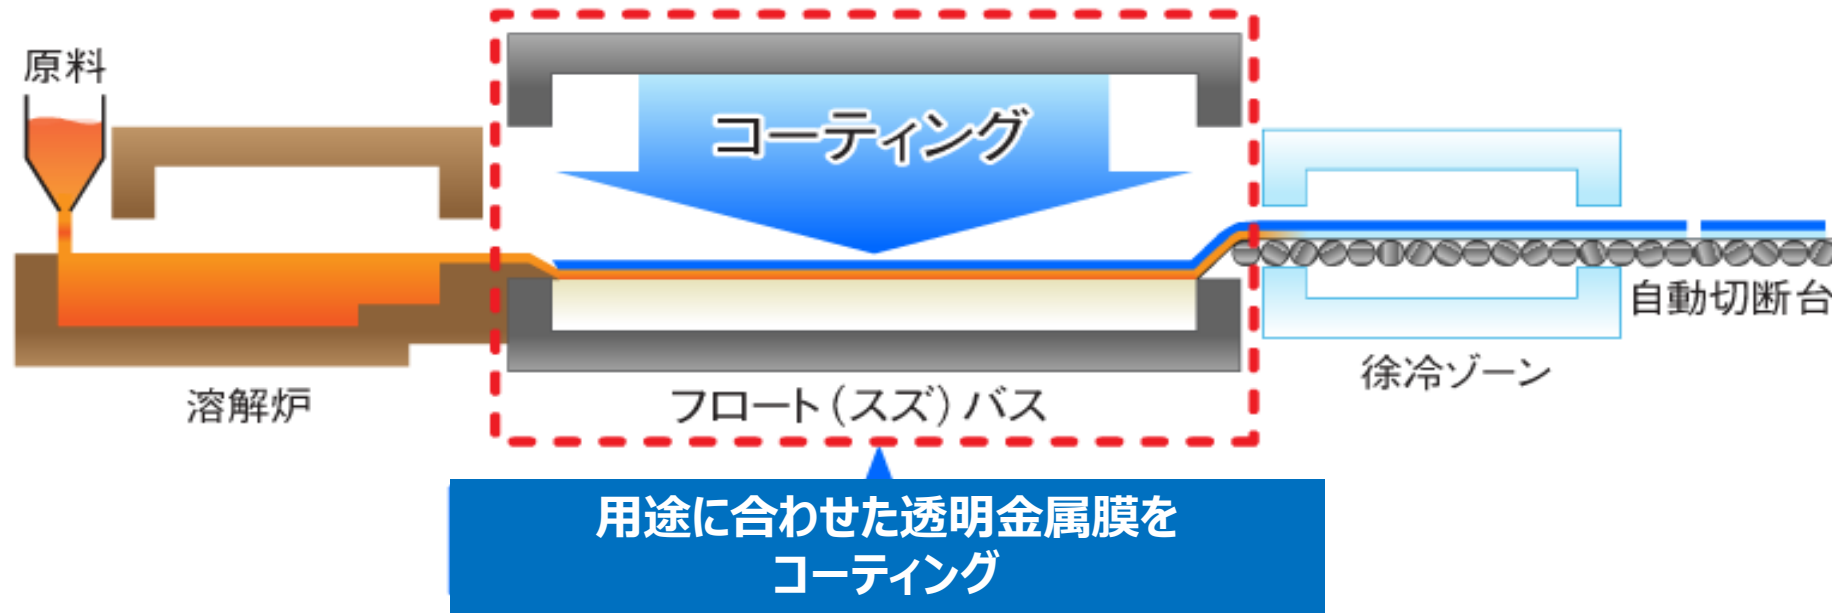 原料
コーティング
自動切断台
徐冷ゾーン
溶解炉
フロート(スズ)バス
用途に合わせた透明金属膜を
コーティング